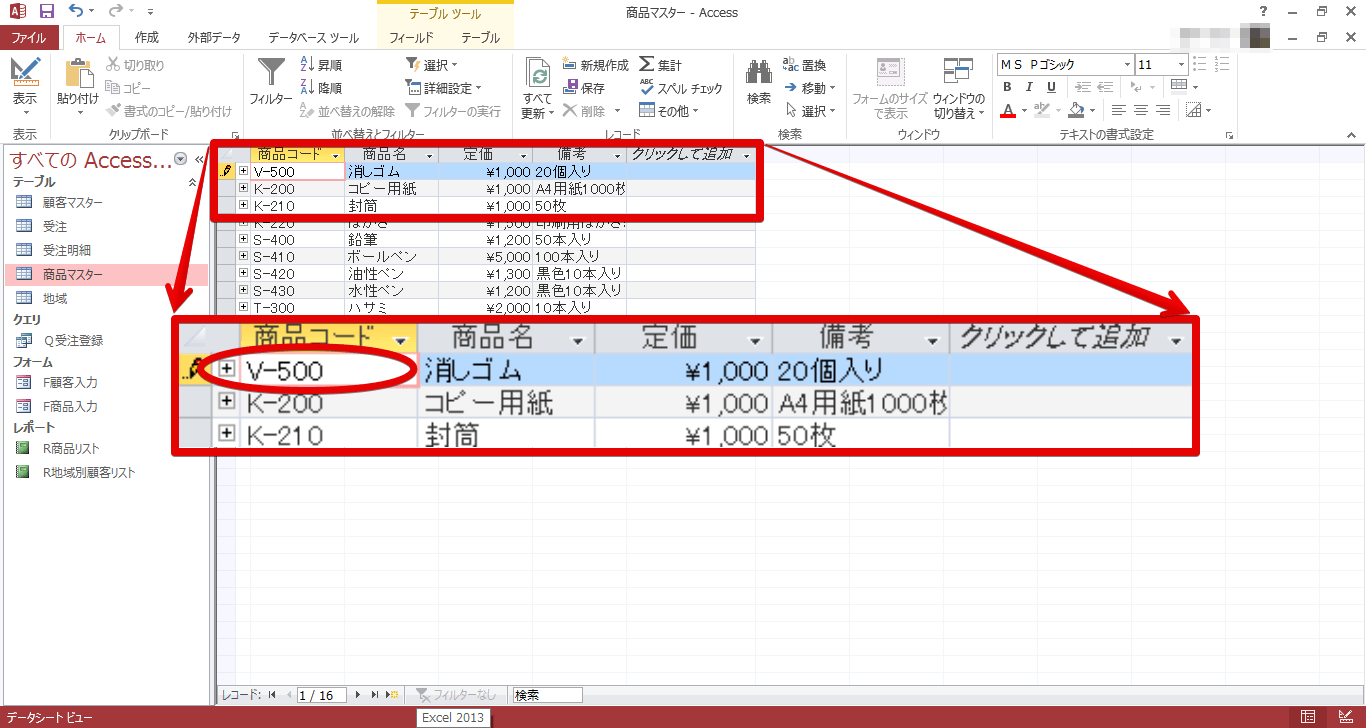 商品マスター - Access
テーブル ツール
ファイル ホーム 作成 外部データ データベース ツール フィールド テーブル
表示 貼り付け 切り取り コピー 書式のコピー/貼り付け
フィルター 昇順 降順 並べ替えの解除 選択 詳細設定 フィルターの実行
すべて更新 新規作成 保存 削除 集計 スペル チェック その他
検索 置換 移動 選択
フォームのサイズで表示 ウィンドウの切り替え
ＭＳ Ｐゴシック 11
B I U
表示 クリップボード 並べ替えとフィルター レコード 検索 ウィンドウ テキストの書式設定
すべての Access...
テーブル
顧客マスター
受注
受注明細
商品マスター
地域
クエリ
Ｑ受注登録
フォーム
F顧客入力
F商品入力
レポート
R商品リスト
R地域別顧客リスト
商品コード 商品名 定価 備考 クリックして追加
V-500 消しゴム ¥1,000 20個入り
K-200 コピー用紙 ¥1,000 A4用紙1000枚
K-210 封筒 ¥1,000 50枚
K-220 はがき ¥1,500 印刷用はがき
S-400 鉛筆 ¥1,200 50本入り
S-410 ボールペン ¥5,000 100本入り
S-420 油性ペン ¥1,300 黒色10本入り
S-430 水性ペン ¥1,200 黒色10本入り
T-300 ハサミ ¥2,000 10本入り
商品コード 商品名 定価 備考 クリックして追加
V-500 消しゴム ¥1,000 20個入り
K-200 コピー用紙 ¥1,000 A4用紙1000枚
K-210 封筒 ¥1,000 50枚
レコード: 1 / 16 フィルターなし 検索
データシート ビュー
Excel 2013